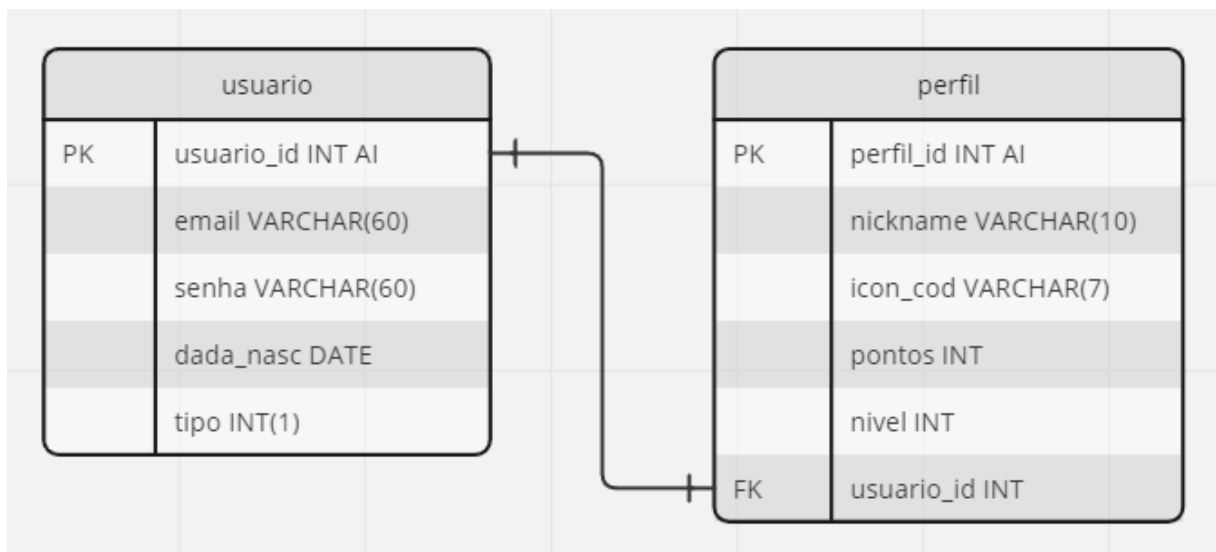 usuario
PK usuario_id INT AI
email VARCHAR(60)
senha VARCHAR(60)
dada_nasc DATE
tipo INT(1)
perfil
PK perfil_id INT AI
nickname VARCHAR(10)
icon_cod VARCHAR(7)
pontos INT
nivel INT
FK usuario_id INT